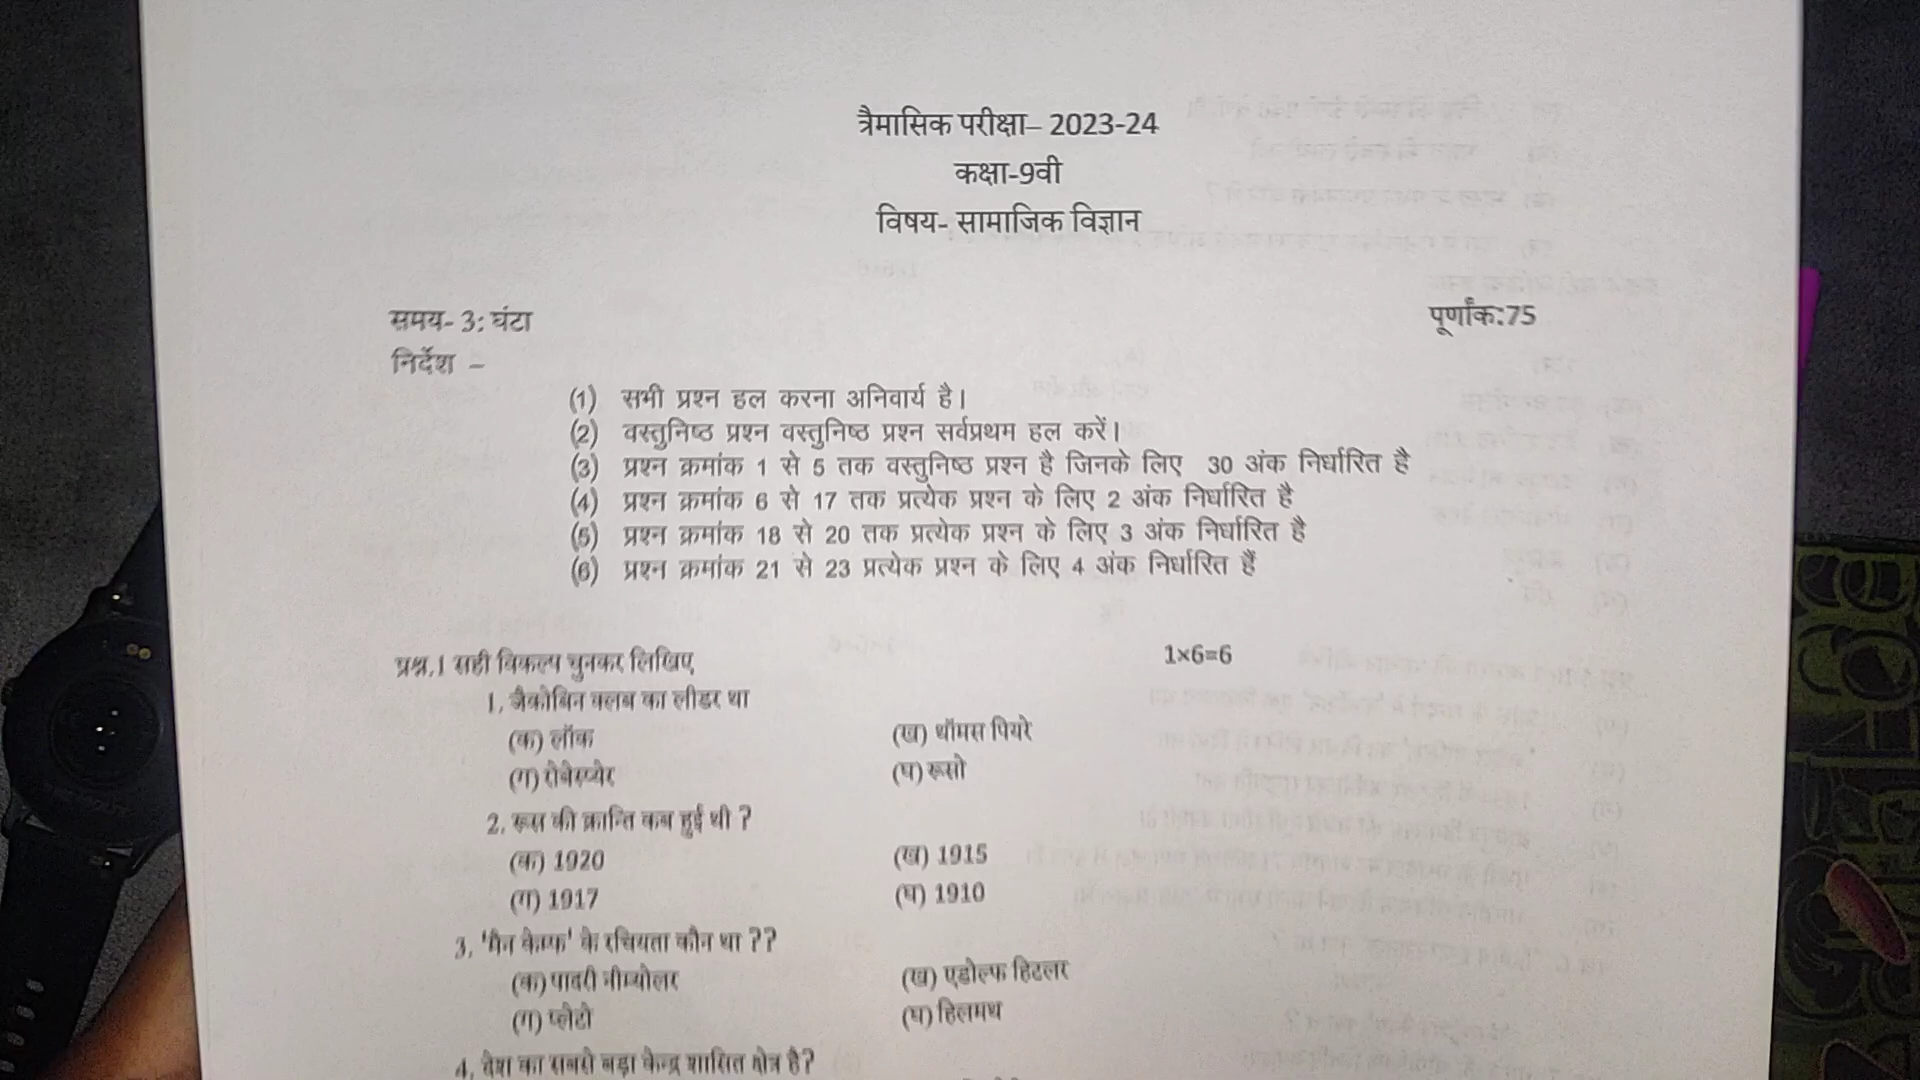 त्रैमासिक परीक्षा– 2023-24
कक्षा-9वी
विषय- सामाजिक विज्ञान
समय- 3: घंटा पूर्णांक:75
निर्देश –
(1) सभी प्रश्न हल करना अनिवार्य है।
(2) वस्तुनिष्ठ प्रश्न वस्तुनिष्ठ प्रश्न सर्वप्रथम हल करें।
(3) प्रश्न क्रमांक 1 से 5 तक वस्तुनिष्ठ प्रश्न है जिनके लिए 30 अंक निर्धारित है
(4) प्रश्न क्रमांक 6 से 17 तक प्रत्येक प्रश्न के लिए 2 अंक निर्धारित है
(5) प्रश्न क्रमांक 18 से 20 तक प्रत्येक प्रश्न के लिए 3 अंक निर्धारित है
(6) प्रश्न क्रमांक 21 से 23 प्रत्येक प्रश्न के लिए 4 अंक निर्धारित हैं
प्रश्न.1 सही विकल्प चुनकर लिखिए 1×6=6
1. जैकोबिन क्लब का लीडर था
(क) लॉक (ख) थॉमस पियरे
(ग) रोबेस्प्येर (घ) रूसो
2. रूस की क्रान्ति कब हुई थी ?
(क) 1920 (ख) 1915
(ग) 1917 (घ) 1910
3. 'मैन केम्फ' के रचियता कौन था ??
(क) पादरी नीम्योलर (ख) एडोल्फ हिटलर
(ग) प्लेटो (घ) हिलमथ
4. देश का सबसे बड़ा केन्द्र शासित क्षेत्र है?